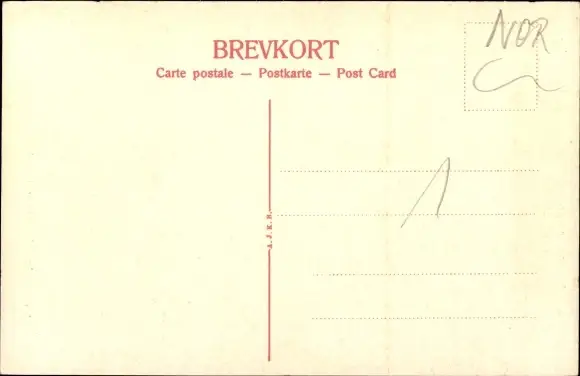 BREVKORT
Carte postale — Postkarte — Post Card
NOR
A. J. K. B.
1